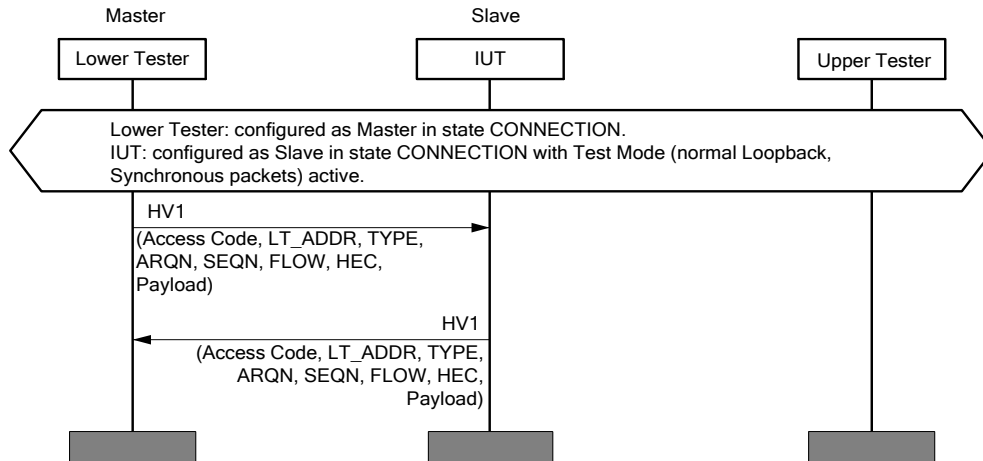 Master
Slave
Lower Tester
IUT
Upper Tester
Lower Tester: configured as Master in state CONNECTION.
IUT: configured as Slave in state CONNECTION with Test Mode (normal Loopback,
Synchronous packets) active.
HV1
(Access Code, LT_ADDR, TYPE,
ARQN, SEQN, FLOW, HEC,
Payload)
HV1
(Access Code, LT_ADDR, TYPE,
ARQN, SEQN, FLOW, HEC,
Payload)